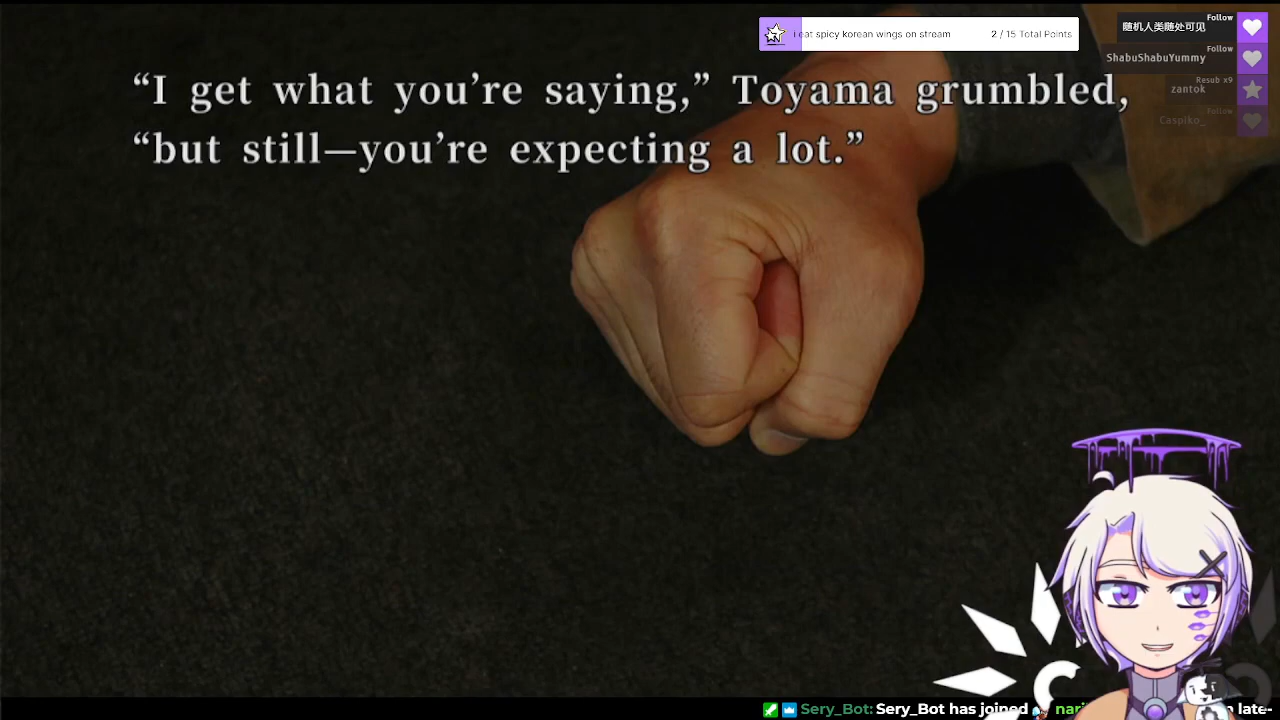 “I get what you’re saying,” Toyama grumbled,
“but still—you’re expecting a lot.”
i eat spicy korean wings on stream 2 / 15 Total Points
Follow
随机人类随处可见
Follow
ShabuShabuYummy
Resub x9
zantok
Follow
Caspiko_
Sery_Bot: Sery_Bot has joined